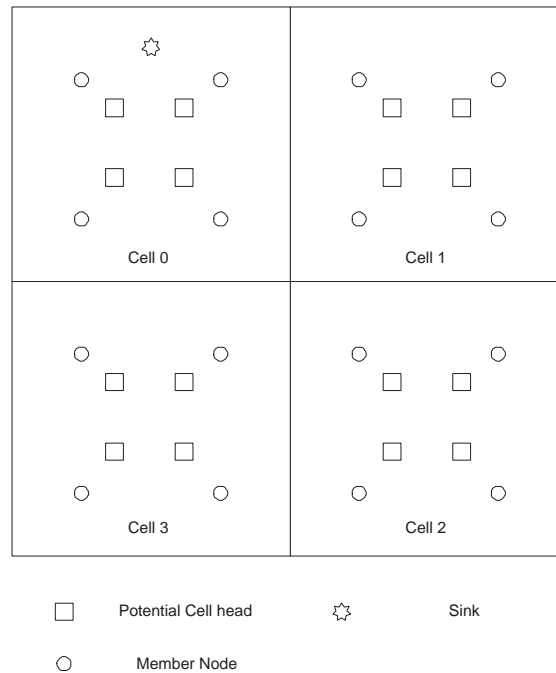 Cell 0
Cell 1
Cell 3
Cell 2
Potential Cell head
Sink
Member Node